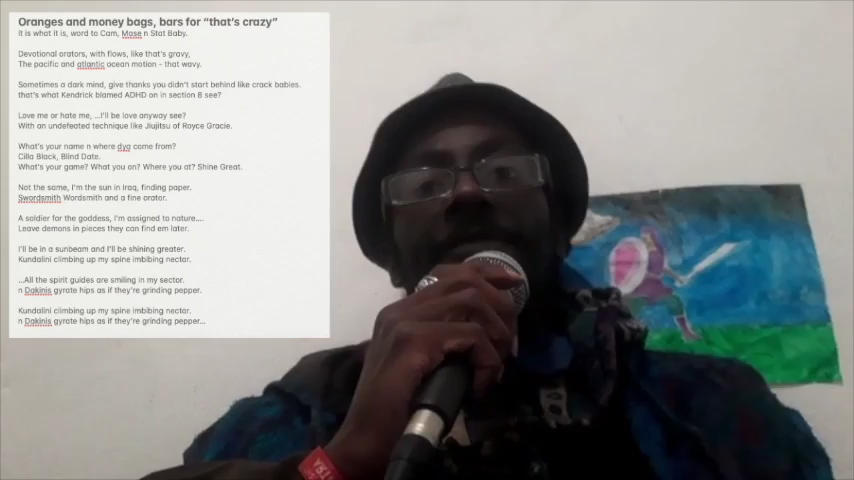 Oranges and money bags, bars for “that’s crazy”
It is what it is, word to Cam, Mase n Stat Baby.
Devotional orators, with flows, like that's gravy,
The pacific and atlantic ocean motion - that wavy.
Sometimes a dark mind, give thanks you didn't start behind like crack babies.
that's what Kendrick blamed ADHD on in section 8 see?
Love me or hate me, ...I'll be love anyway see?
With an undefeated technique like Jiujitsu of Royce Gracie.
What's your name n where dya come from?
Cilla Black, Blind Date.
What's your game? What you on? Where you at? Shine Great.
Not the same, I'm the sun in Iraq, finding paper.
Swordsmith Wordsmith and a fine orator.
A soldier for the goddess, I'm assigned to nature....
Leave demons in pieces they can find em later.
I'll be in a sunbeam and I'll be shining greater.
Kundalini climbing up my spine imbibing nectar.
...All the spirit guides are smiling in my sector.
n Dakinis gyrate hips as if they're grinding pepper.
Kundalini climbing up my spine imbibing nectar.
n Dakinis gyrate hips as if they're grinding pepper...